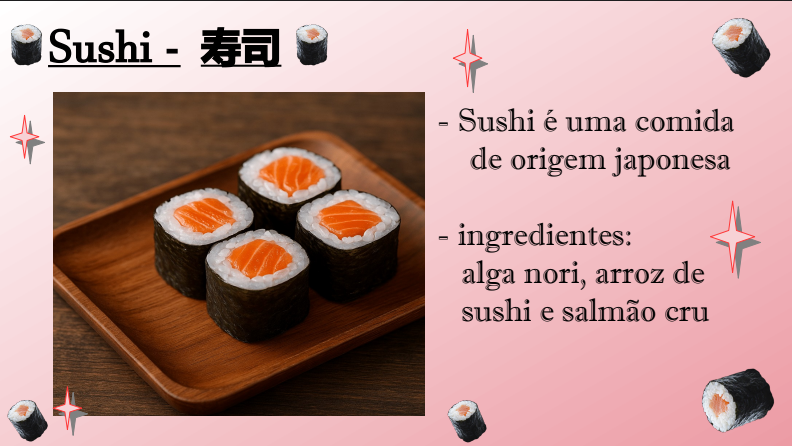 Sushi - 寿司
- Sushi é uma comida
de origem japonesa
- ingredientes:
alga nori, arroz de
sushi e salmão cru